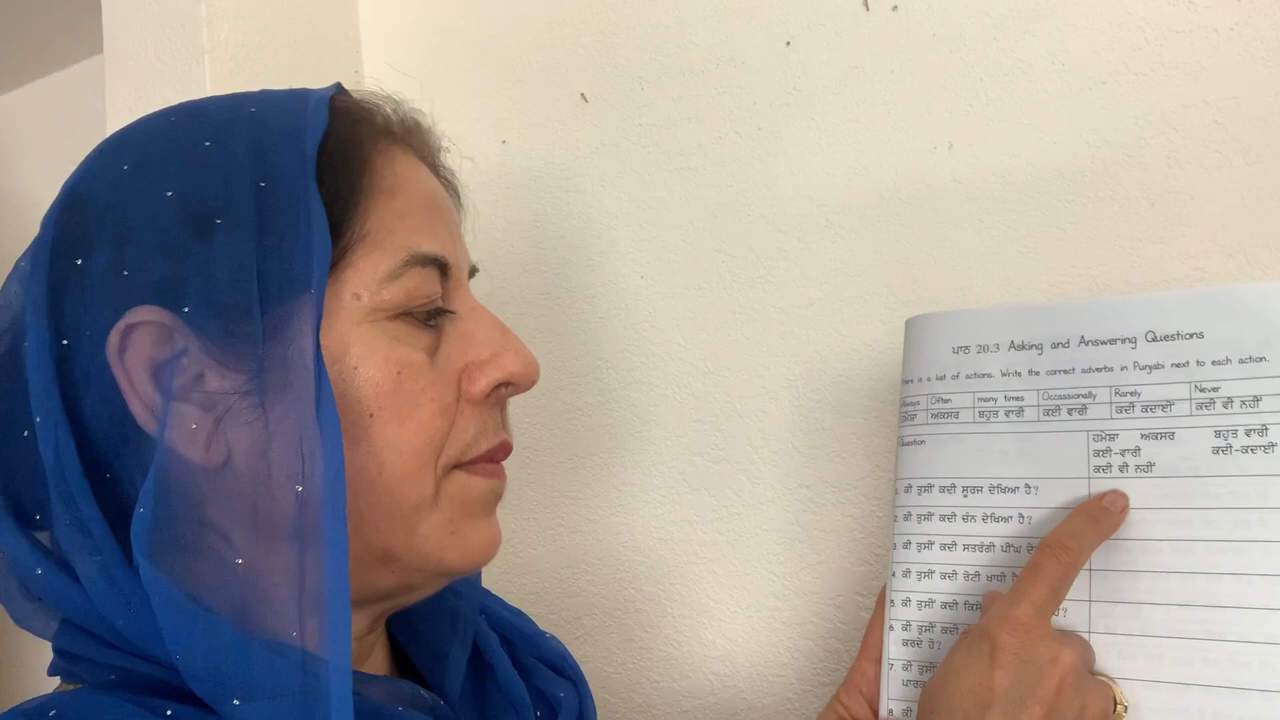 ਪਾਠ 20.3 Asking and Answering Questions
is a list of actions. Write the correct adverbs in Punjabi next to each action.
Always Often many times Occassionally Rarely Never
ਹਮੇਸ਼ਾ ਅਕਸਰ ਬਹੁਤ ਵਾਰੀ ਕਈ ਵਾਰੀ ਕਦੀ ਕਦਾਈਂ ਕਦੀ ਵੀ ਨਹੀਂ
Question
ਹਮੇਸ਼ਾ ਅਕਸਰ ਬਹੁਤ ਵਾਰੀ
ਕਈ-ਵਾਰੀ ਕਦੀ-ਕਦਾਈਂ
ਕਦੀ ਵੀ ਨਹੀਂ
1. ਕੀ ਤੁਸੀਂ ਕਦੀ ਸੂਰਜ ਦੇਖਿਆ ਹੈ?
2. ਕੀ ਤੁਸੀਂ ਕਦੀ ਚੰਨ ਦੇਖਿਆ ਹੈ?
3. ਕੀ ਤੁਸੀਂ ਕਦੀ ਸਤਰੰਗੀ ਪੀਂਘ
4. ਕੀ ਤੁਸੀਂ ਕਦੀ ਰੋਟੀ ਖਾਧੀ
5. ਕੀ ਤੁਸੀਂ ਕਦੀ
6. ਕੀ ਤੁਸੀਂ ਕਦੀ
ਕਰਦੇ ਹੋ?
7. ਕੀ ਤੁਸੀਂ
8. ਕੀ